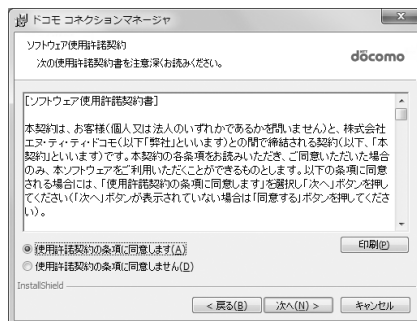 ドコモ コネクションマネージャ
ソフトウェア使用許諾契約
次の使用許諾契約書を注意深くお読みください。
döcomo
[ソフトウェア使用許諾契約書]
本契約は、お客様(個人又は法人のいずれかであるかを問いません)と、株式会社
エヌ・ティ・ティ・ドコモ(以下「弊社」といいます)との間で締結される契約(以下、「本
契約」といいます)です。本契約の各条項をお読みいただき、ご同意いただいた場合
のみ、本ソフトウェアをご利用いただくことができるものとします。以下の条項に同意
される場合には、「使用許諾契約の条項に同意します」を選択し「次へ」ボタンを押し
てください(「次へ」ボタンが表示されていない場合は「同意する」ボタンを押してくださ
い)。
使用許諾契約の条項に同意します(A)
印刷(P)
使用許諾契約の条項に同意しません(D)
InstallShield
< 戻る(B)
次へ(N) >
キャンセル